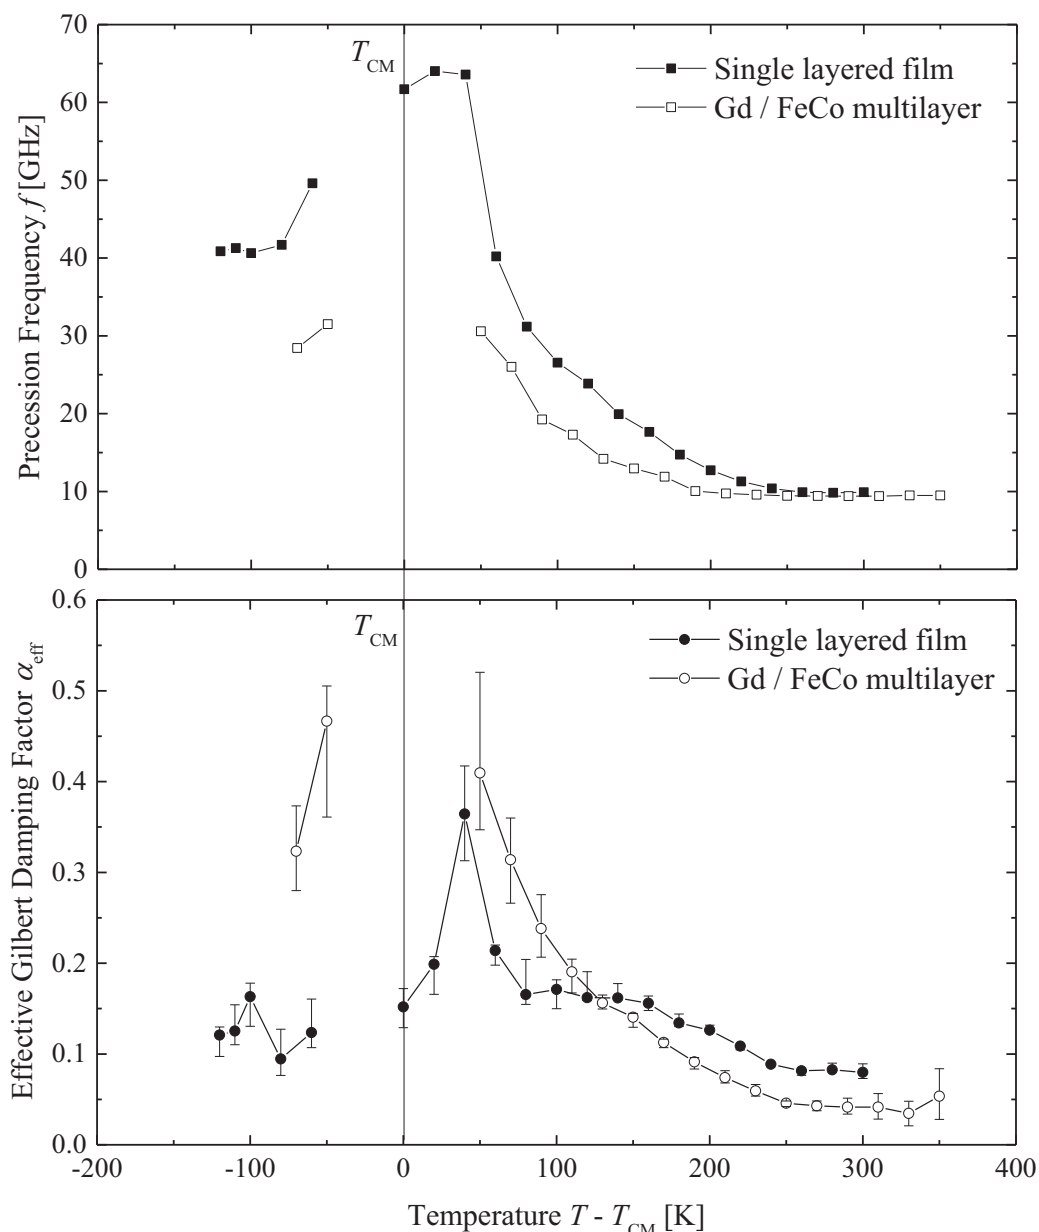 70
60
50
40
30
20
10
0
Precession Frequency f [GHz]
T_CM
Single layered film
Gd / FeCo multilayer
0.6
0.5
0.4
0.3
0.2
0.1
0.0
Effective Gilbert Damping Factor α_eff
T_CM
Single layered film
Gd / FeCo multilayer
-200 -100 0 100 200 300 400
Temperature T - T_CM [K]